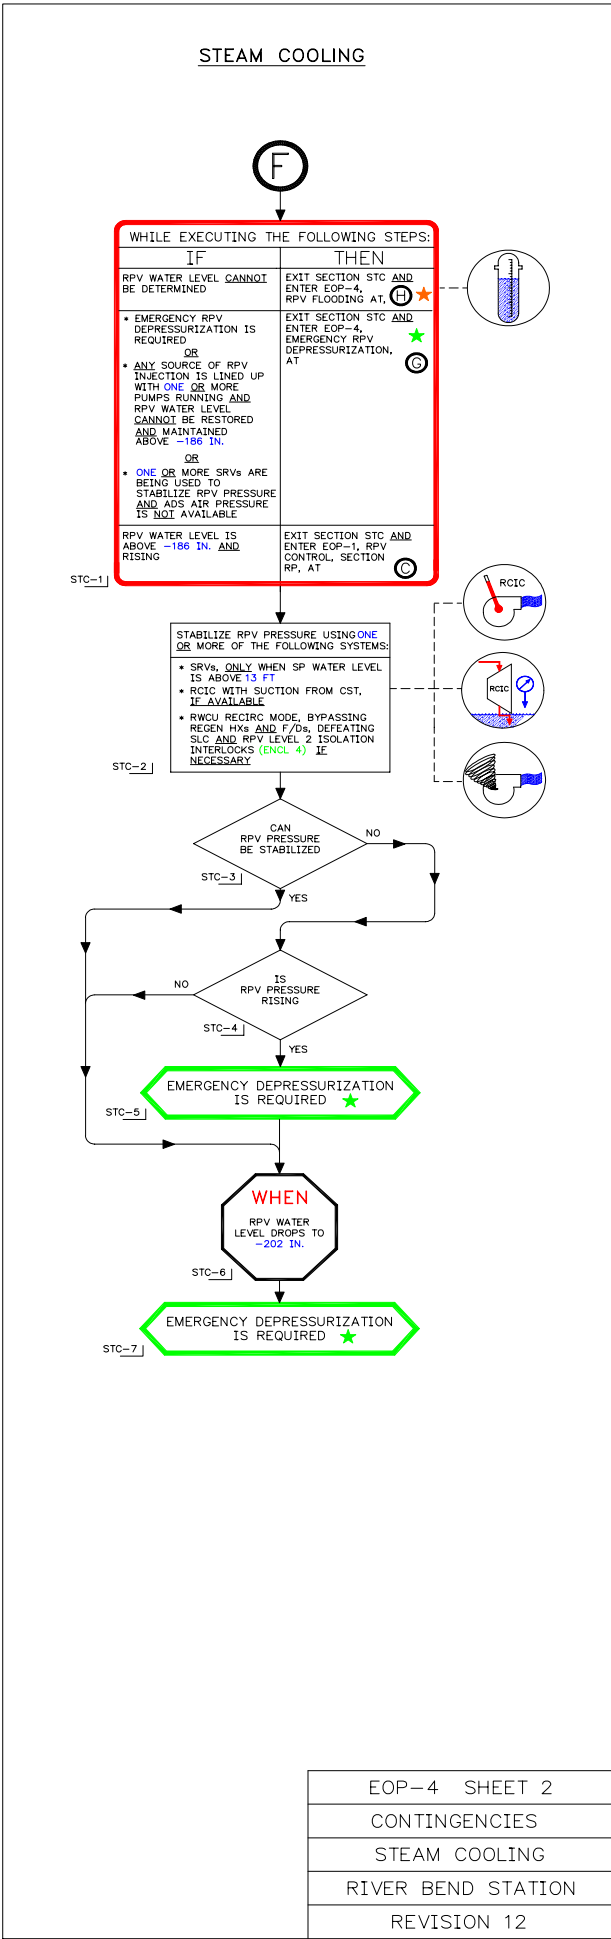 STEAM COOLING
F
WHILE EXECUTING THE FOLLOWING STEPS:
IF
THEN
RPV WATER LEVEL CANNOT
BE DETERMINED
EXIT SECTION STC AND
ENTER EOP-4,
RPV FLOODING AT, H
* EMERGENCY RPV
DEPRESSURIZATION IS
REQUIRED
OR
* ANY SOURCE OF RPV
INJECTION IS LINED UP
WITH ONE OR MORE
PUMPS RUNNING AND
RPV WATER LEVEL
CANNOT BE RESTORED
AND MAINTAINED
ABOVE -186 IN.
OR
* ONE OR MORE SRVs ARE
BEING USED TO
STABILIZE RPV PRESSURE
AND ADS AIR PRESSURE
IS NOT AVAILABLE
EXIT SECTION STC AND
ENTER EOP-4,
EMERGENCY RPV
DEPRESSURIZATION,
AT G
RPV WATER LEVEL IS
ABOVE -186 IN. AND
RISING
EXIT SECTION STC AND
ENTER EOP-1, RPV
CONTROL, SECTION
RP, AT C
STC-1
STABILIZE RPV PRESSURE USING ONE
OR MORE OF THE FOLLOWING SYSTEMS:
* SRVs, ONLY WHEN SP WATER LEVEL
IS ABOVE 13 FT
* RCIC WITH SUCTION FROM CST,
IF AVAILABLE
* RWCU RECIRC MODE, BYPASSING
REGEN HXs AND F/Ds, DEFEATING
SLC AND RPV LEVEL 2 ISOLATION
INTERLOCKS (ENCL 4) IF
NECESSARY
STC-2
RCIC
RCIC
CAN
RPV PRESSURE
BE STABILIZED
NO
STC-3
YES
IS
RPV PRESSURE
RISING
NO
STC-4
YES
EMERGENCY DEPRESSURIZATION
IS REQUIRED
STC-5
WHEN
RPV WATER
LEVEL DROPS TO
-202 IN.
STC-6
EMERGENCY DEPRESSURIZATION
IS REQUIRED
STC-7
EOP-4 SHEET 2
CONTINGENCIES
STEAM COOLING
RIVER BEND STATION
REVISION 12